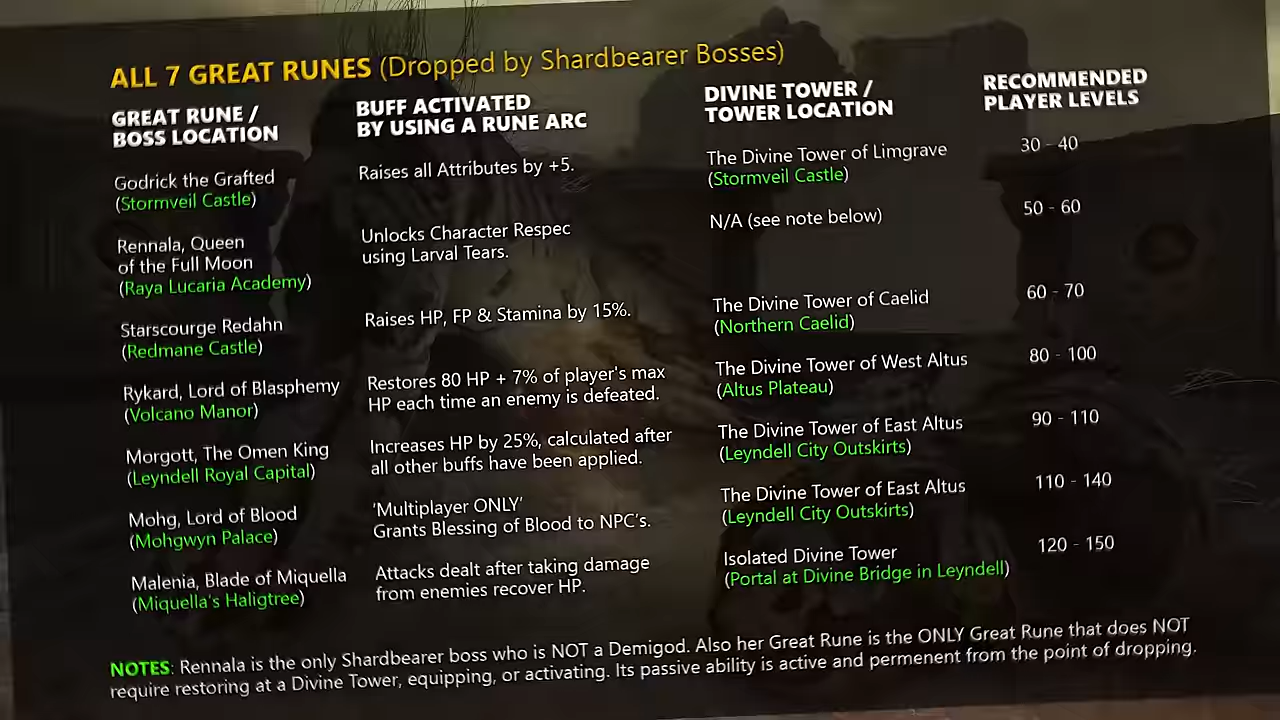 ALL 7 GREAT RUNES (Dropped by Shardbearer Bosses)
GREAT RUNE /
BOSS LOCATION
BUFF ACTIVATED
BY USING A RUNE ARC
DIVINE TOWER /
TOWER LOCATION
RECOMMENDED
PLAYER LEVELS
Godrick the Grafted
(Stormveil Castle)
Raises all Attributes by +5.
The Divine Tower of Limgrave
(Stormveil Castle)
30 - 40
Rennala, Queen
of the Full Moon
(Raya Lucaria Academy)
Unlocks Character Respec
using Larval Tears.
N/A (see note below)
50 - 60
Starscourge Redahn
(Redmane Castle)
Raises HP, FP & Stamina by 15%.
The Divine Tower of Caelid
(Northern Caelid)
60 - 70
Rykard, Lord of Blasphemy
(Volcano Manor)
Restores 80 HP + 7% of player's max
HP each time an enemy is defeated.
The Divine Tower of West Altus
(Altus Plateau)
80 - 100
Morgott, The Omen King
(Leyndell Royal Capital)
Increases HP by 25%, calculated after
all other buffs have been applied.
The Divine Tower of East Altus
(Leyndell City Outskirts)
90 - 110
Mohg, Lord of Blood
(Mohgwyn Palace)
'Multiplayer ONLY'
Grants Blessing of Blood to NPC's.
The Divine Tower of East Altus
(Leyndell City Outskirts)
110 - 140
Malenia, Blade of Miquella
(Miquella's Haligtree)
Attacks dealt after taking damage
from enemies recover HP.
Isolated Divine Tower
(Portal at Divine Bridge in Leyndell)
120 - 150
NOTES: Rennala is the only Shardbearer boss who is NOT a Demigod. Also her Great Rune is the ONLY Great Rune that does NOT
require restoring at a Divine Tower, equipping, or activating. Its passive ability is active and permenent from the point of dropping.